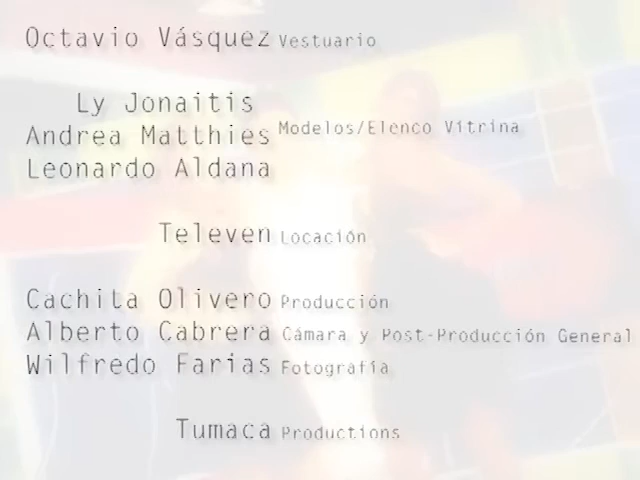 Octavio Vásquez Vestuario
Ly Jonaitis
Andrea Matthies Modelos/Elenco Vitrina
Leonardo Aldana
Televen Locación
Cachita Olivero Producción
Alberto Cabrera Cámara y Post-Producción General
Wilfredo Farias Fotografía
Tumaca Productions